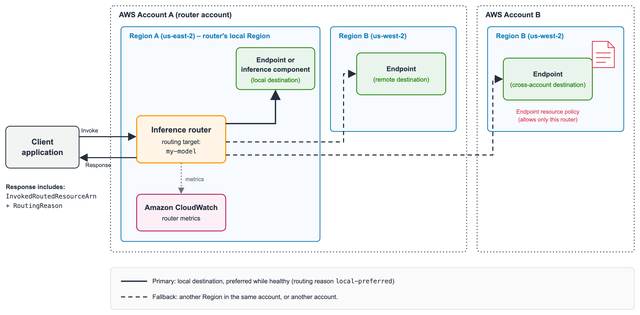 AWS Account A (router account)
AWS Account B
Region A (us-east-2) – router's local Region
Region B (us-west-2)
Region B (us-west-2)
Endpoint or
inference component
(local destination)
Endpoint
(remote destination)
Endpoint
(cross-account destination)
Endpoint resource policy
(allows only this router)
Inference router
routing target:
my-model
Client
application
Invoke
Response
metrics
Response includes:
InvokedRoutedResourceArn
+ RoutingReason
Amazon CloudWatch
router metrics
Primary: local destination, preferred while healthy (routing reason local-preferred)
Fallback: another Region in the same account, or another account.